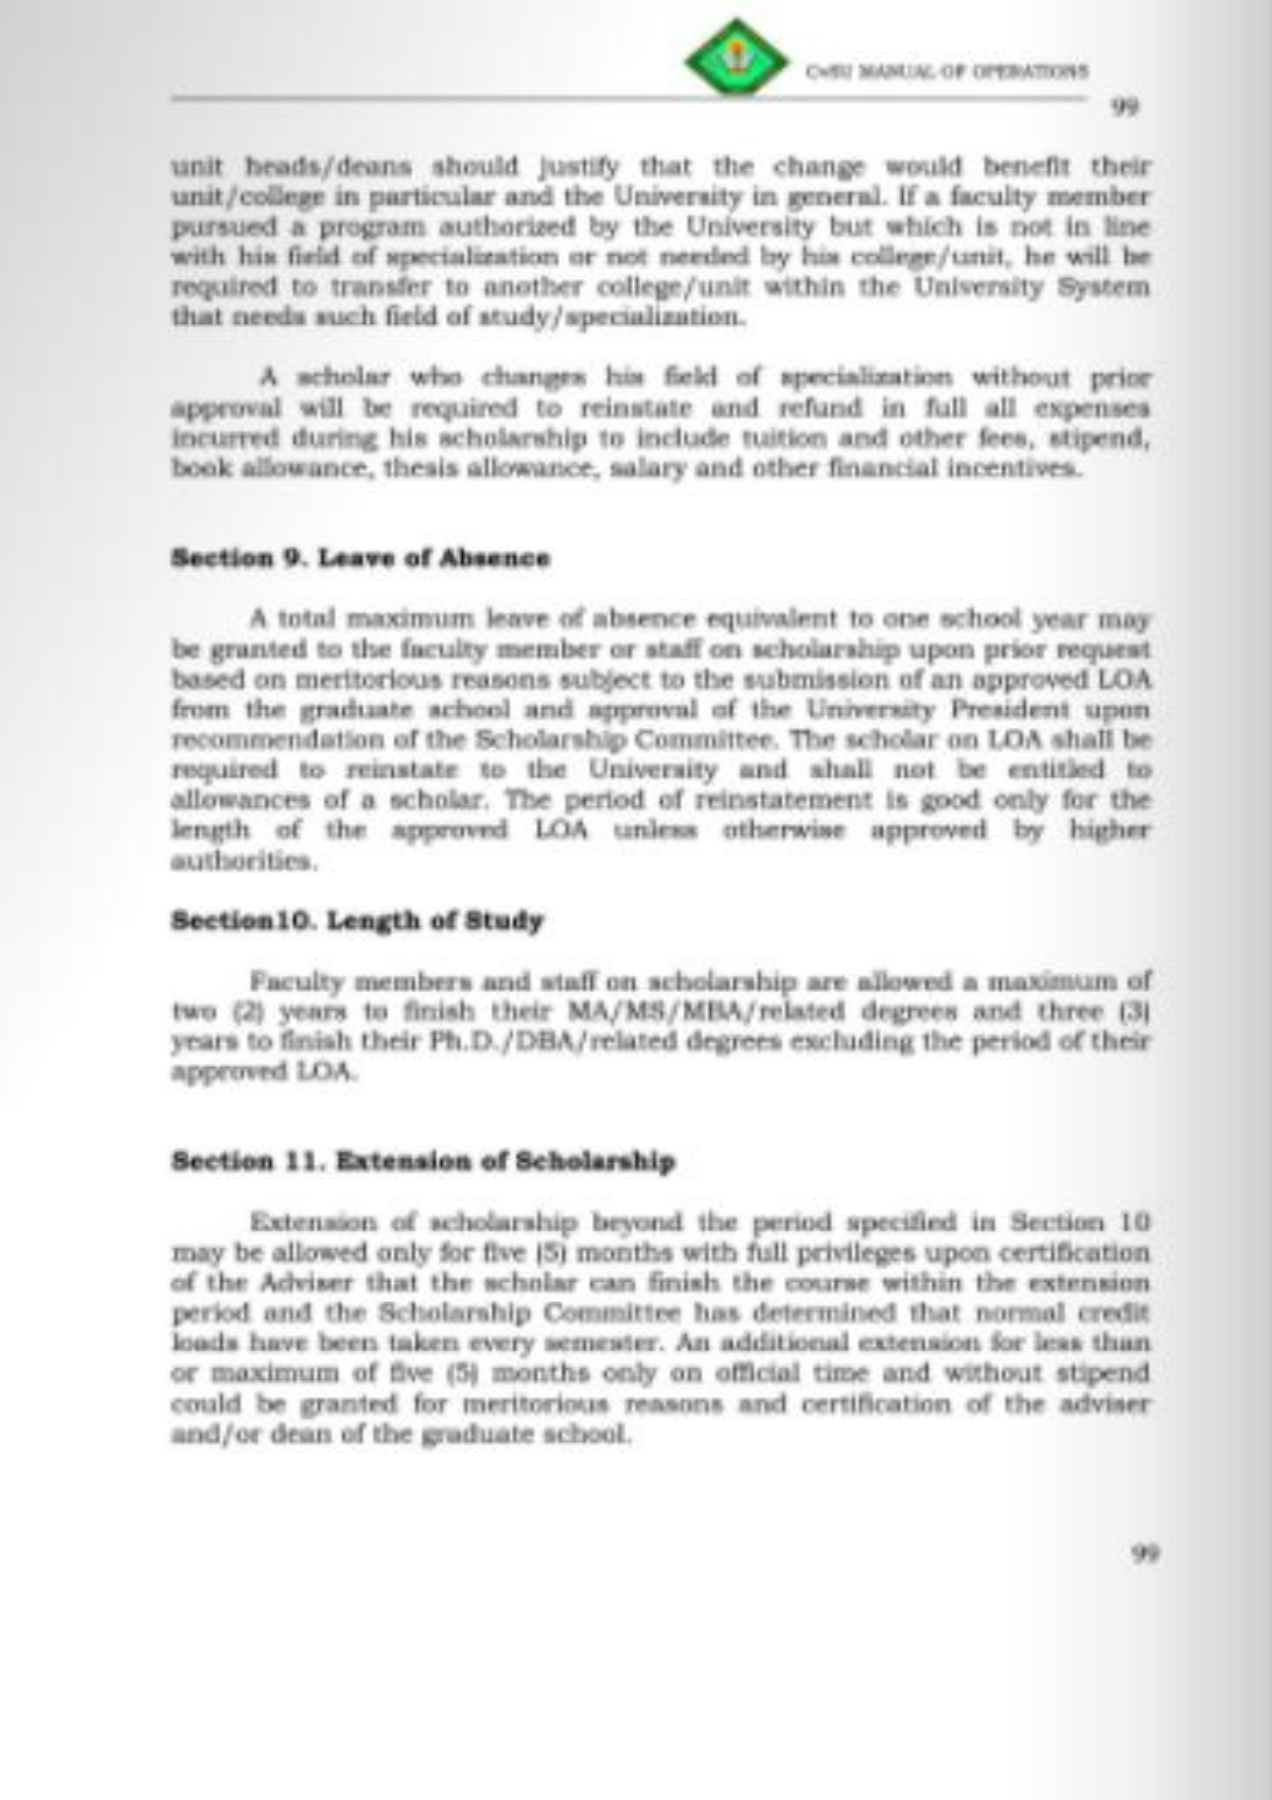 CvSU MANUAL OF OPERATIONS
99
unit heads/deans should justify that the change would benefit their
unit/college in particular and the University in general. If a faculty member
pursued a program authorized by the University but which is not in line
with his field of specialization or not needed by his college/unit, he will be
required to transfer to another college/unit within the University System
that needs such field of study/specialization.
A scholar who changes his field of specialization without prior
approval will be required to reinstate and refund in full all expenses
incurred during his scholarship to include tuition and other fees, stipend,
book allowance, thesis allowance, salary and other financial incentives.
Section 9. Leave of Absence
A total maximum leave of absence equivalent to one school year may
be granted to the faculty member or staff on scholarship upon prior request
based on meritorious reasons subject to the submission of an approved LOA
from the graduate school and approval of the University President upon
recommendation of the Scholarship Committee. The scholar on LOA shall be
required to reinstate to the University and shall not be entitled to
allowances of a scholar. The period of reinstatement is good only for the
length of the approved LOA unless otherwise approved by higher
authorities.
Section10. Length of Study
Faculty members and staff on scholarship are allowed a maximum of
two (2) years to finish their MA/MS/MBA/related degrees and three (3)
years to finish their Ph.D./DBA/related degrees excluding the period of their
approved LOA.
Section 11. Extension of Scholarship
Extension of scholarship beyond the period specified in Section 10
may be allowed only for five (5) months with full privileges upon certification
of the Adviser that the scholar can finish the course within the extension
period and the Scholarship Committee has determined that normal credit
loads have been taken every semester. An additional extension for less than
or maximum of five (5) months only on official time and without stipend
could be granted for meritorious reasons and certification of the adviser
and/or dean of the graduate school.
99